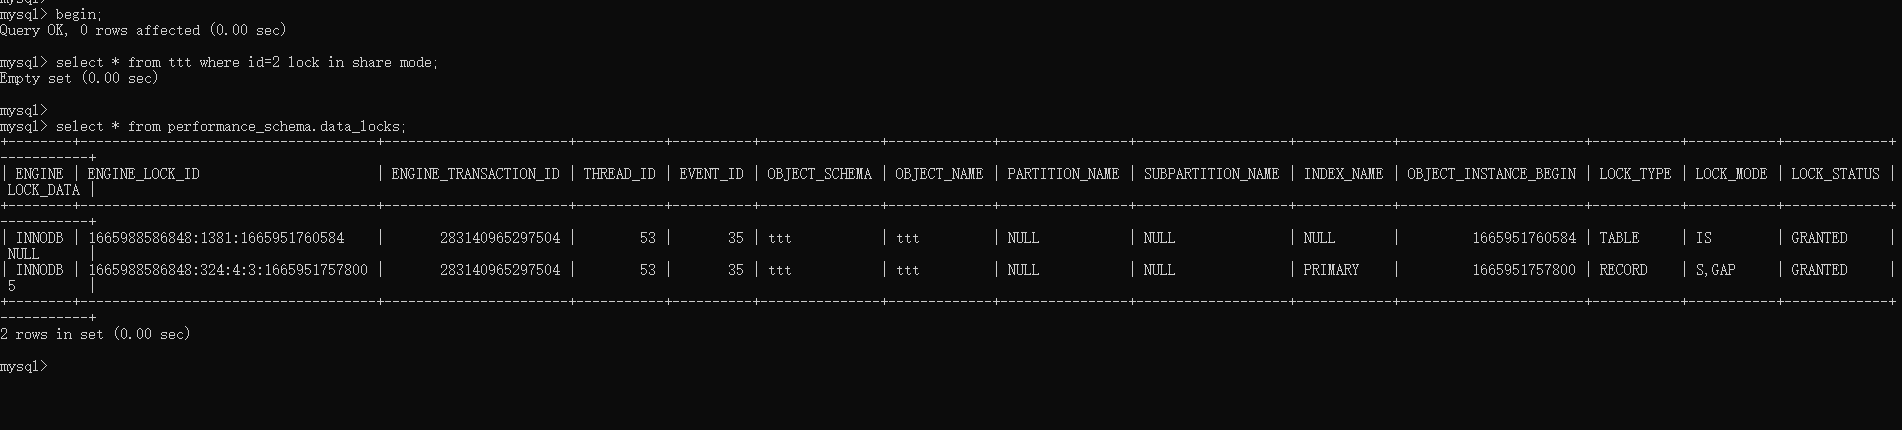 mysql>
mysql> begin;
Query OK, 0 rows affected (0.00 sec)
mysql> select * from ttt where id=2 lock in share mode;
Empty set (0.00 sec)
mysql>
mysql> select * from performance_schema.data_locks;
+--------+--------------------------------------+-----------------------+-----------+----------+---------------+-------------+----------------+-------------------+------------+-----------------------+-----------+-----------+-------------+
-----------+
| ENGINE | ENGINE_LOCK_ID                       | ENGINE_TRANSACTION_ID | THREAD_ID | EVENT_ID | OBJECT_SCHEMA | OBJECT_NAME | PARTITION_NAME | SUBPARTITION_NAME | INDEX_NAME | OBJECT_INSTANCE_BEGIN | LOCK_TYPE | LOCK_MODE | LOCK_STATUS |
 LOCK_DATA |
+--------+--------------------------------------+-----------------------+-----------+----------+---------------+-------------+----------------+-------------------+------------+-----------------------+-----------+-----------+-------------+
-----------+
| INNODB | 1665988586848:1381:1665951760584     |       283140965297504 |        53 |       35 | ttt           | ttt         | NULL           | NULL              | NULL       |         1665951760584 | TABLE     | IS        | GRANTED     |
 NULL      |
| INNODB | 1665988586848:324:4:3:1665951757800 |       283140965297504 |        53 |       35 | ttt           | ttt         | NULL           | NULL              | PRIMARY    |         1665951757800 | RECORD    | S,GAP     | GRANTED     |
 5         |
+--------+--------------------------------------+-----------------------+-----------+----------+---------------+-------------+----------------+-------------------+------------+-----------------------+-----------+-----------+-------------+
-----------+
2 rows in set (0.00 sec)
mysql>